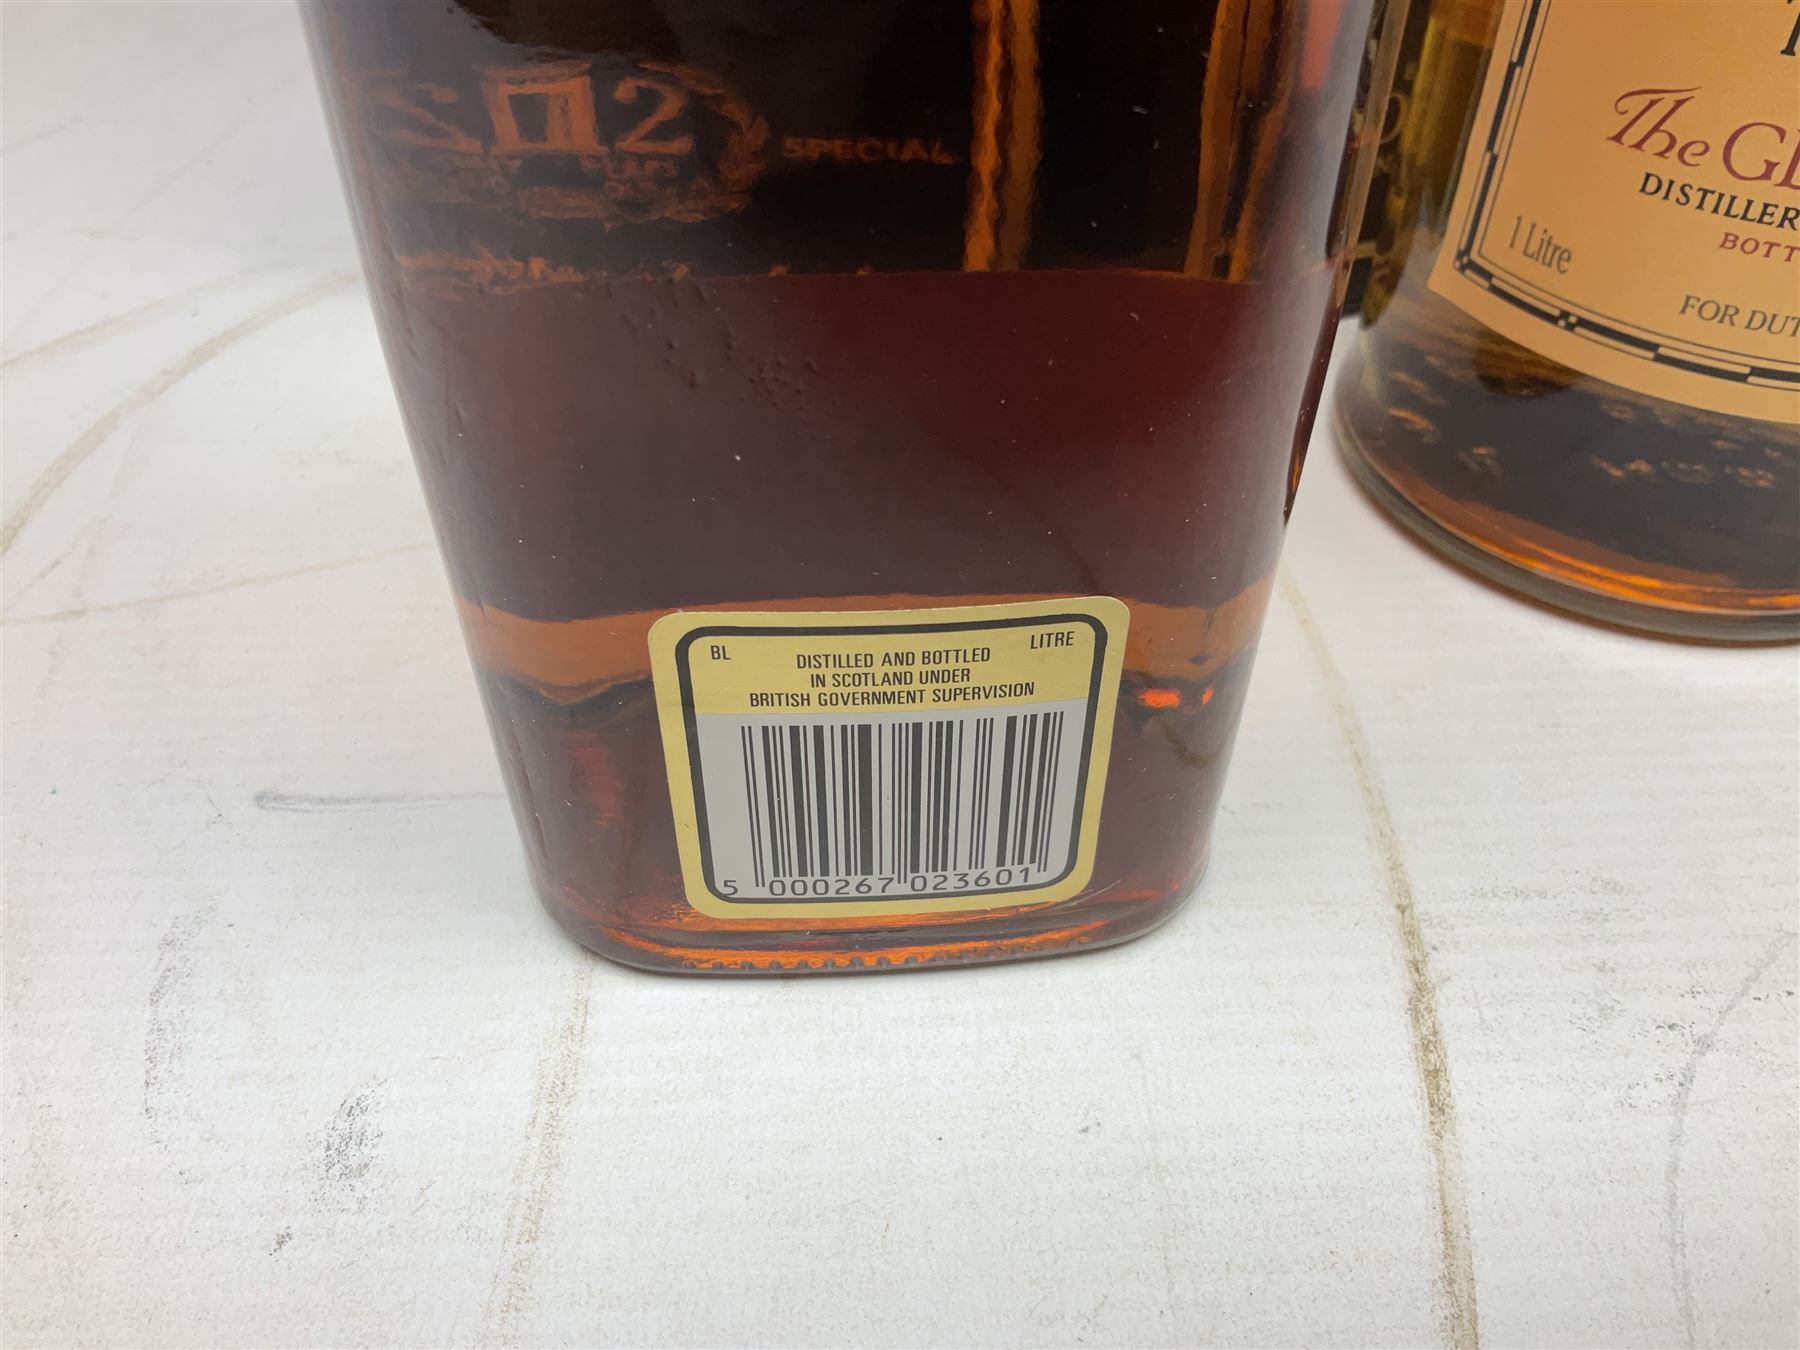 SPECIAL
BL
LITRE
DISTILLED AND BOTTLED
IN SCOTLAND UNDER
BRITISH GOVERNMENT SUPERVISION
5 000267 023601
The
DISTILLER
BOTT
1 Litre
FOR DUT